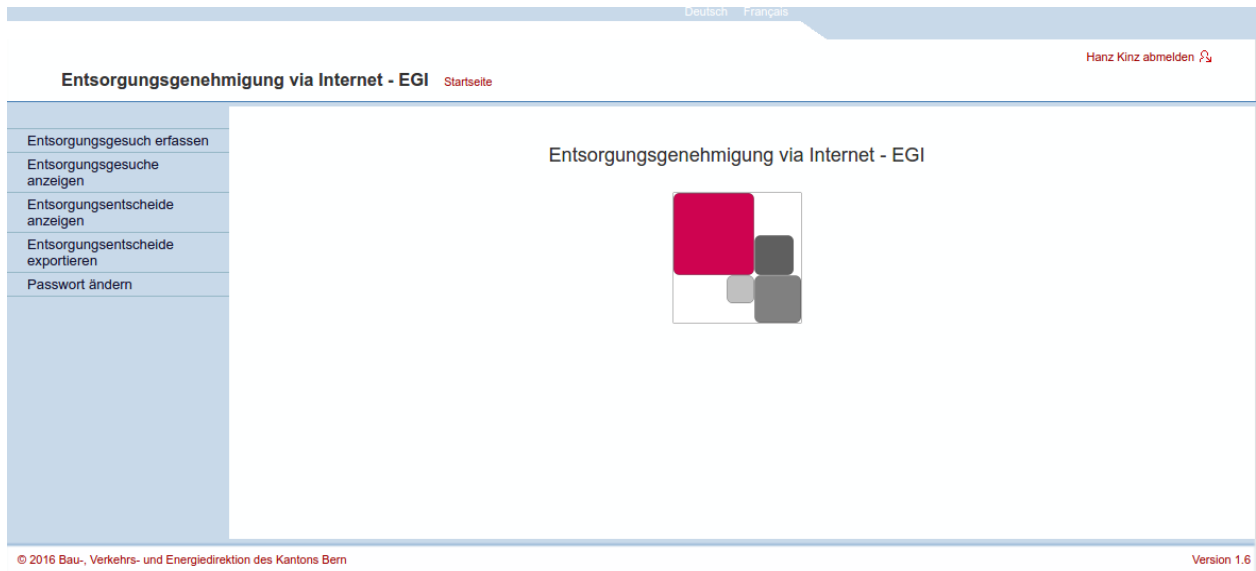 Deutsch Français
Hanz Kinz abmelden
Entsorgungsgenehmigung via Internet - EGI Startseite
Entsorgungsgesuch erfassen
Entsorgungsgesuche
anzeigen
Entsorgungsentscheide
anzeigen
Entsorgungsentscheide
exportieren
Passwort ändern
Entsorgungsgenehmigung via Internet - EGI
© 2016 Bau-, Verkehrs- und Energiedirektion des Kantons Bern
Version 1.6